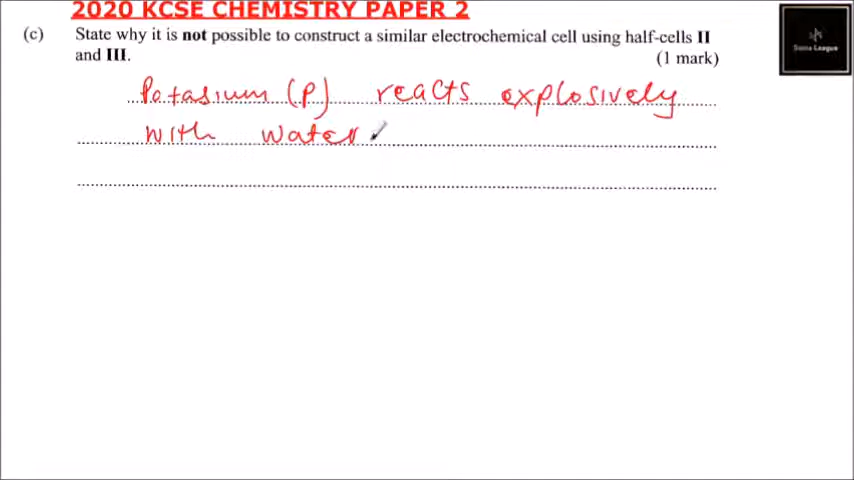 2020 KCSE CHEMISTRY PAPER 2
(c) State why it is not possible to construct a similar electrochemical cell using half-cells II
and III. (1 mark)
Potasium (P) reacts explosively
with water